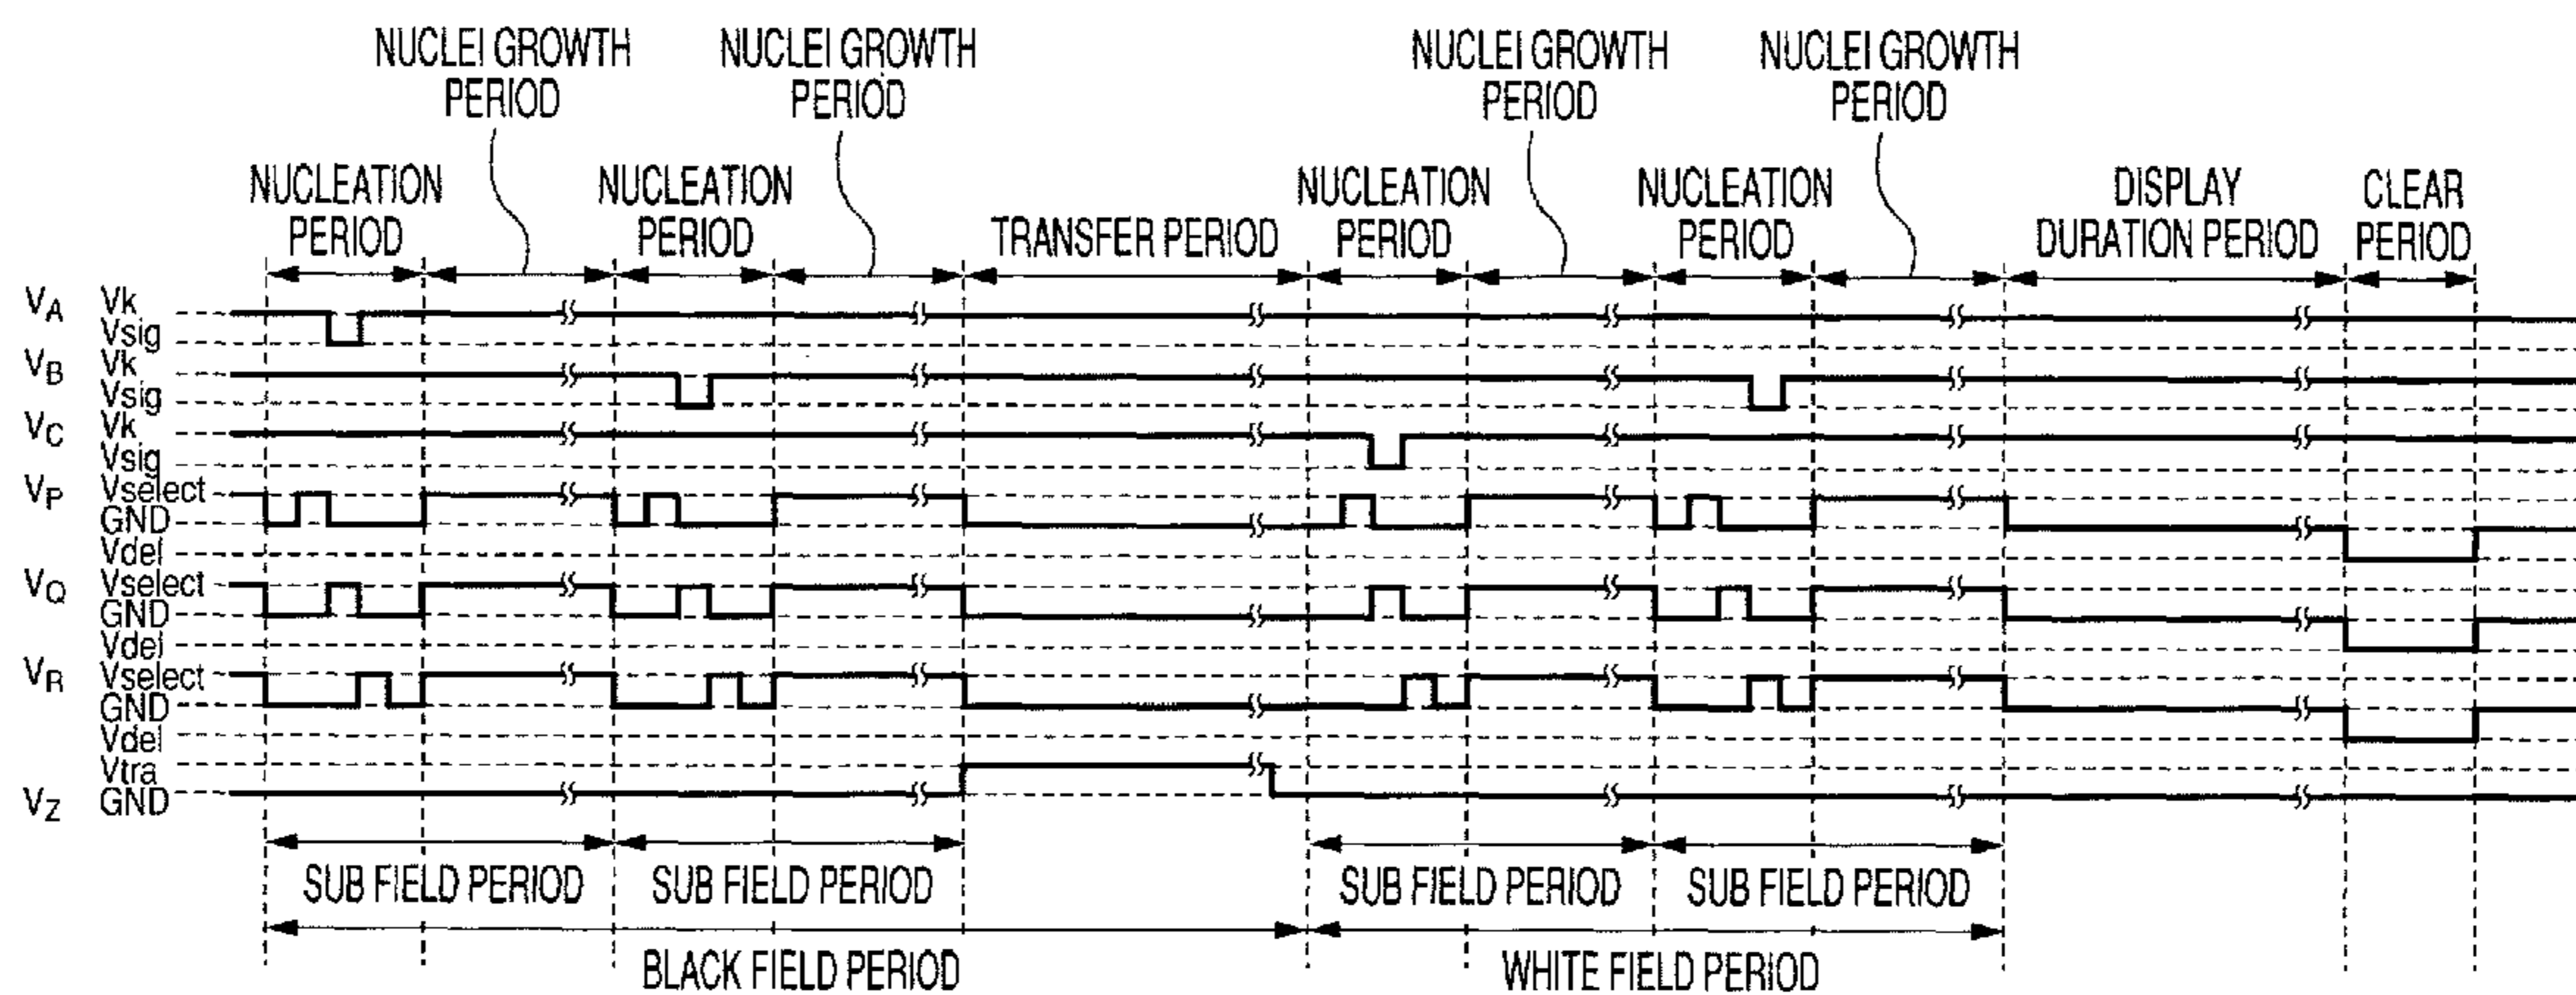 NUCLEI GROWTH
PERIOD
NUCLEI GROWTH
PERIOD
NUCLEI GROWTH
PERIOD
NUCLEI GROWTH
PERIOD
NUCLEATION
PERIOD
NUCLEATION
PERIOD
TRANSFER PERIOD
NUCLEATION
PERIOD
NUCLEATION
PERIOD
DISPLAY
DURATION PERIOD
CLEAR
PERIOD
VA Vk
Vsig
VB Vk
Vsig
VC Vk
Vsig
VP Vselect
GND
Vdel
VQ Vselect
GND
Vdel
VR Vselect
GND
Vdel
Vtra
VZ GND
SUB FIELD PERIOD
SUB FIELD PERIOD
SUB FIELD PERIOD
SUB FIELD PERIOD
BLACK FIELD PERIOD
WHITE FIELD PERIOD